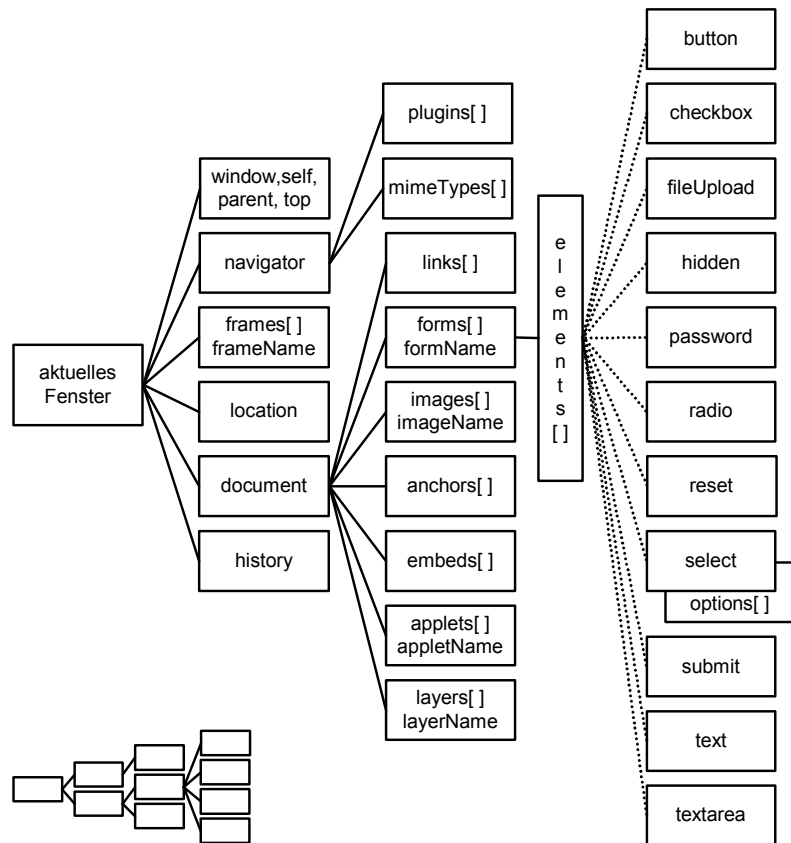 aktuelles
Fenster
window,self,
parent, top
navigator
frames[ ]
frameName
location
document
history
plugins[ ]
mimeTypes[ ]
links[ ]
forms[ ]
formName
images[ ]
imageName
anchors[ ]
embeds[ ]
applets[ ]
appletName
layers[ ]
layerName
e
l
e
m
e
n
t
s
[ ]
button
checkbox
fileUpload
hidden
password
radio
reset
select
options[ ]
submit
text
textarea